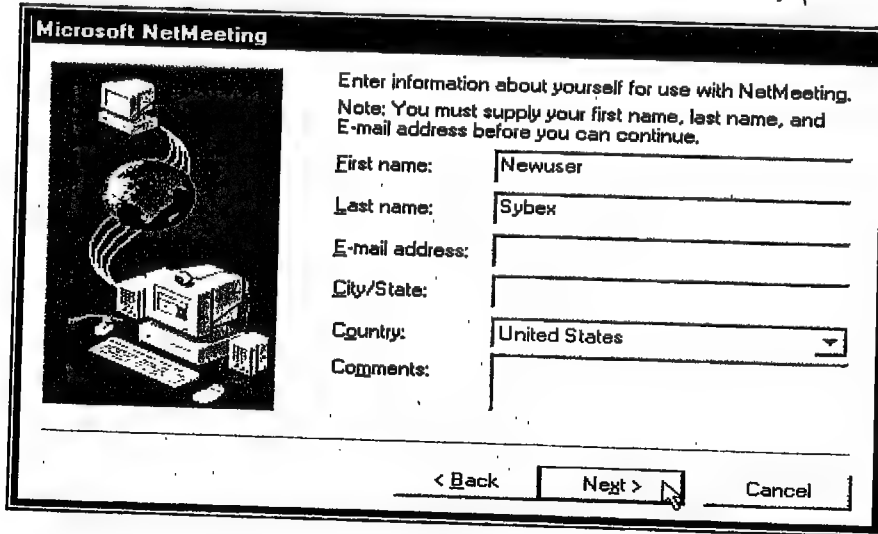 Microsoft NetMeeting
Enter information about yourself for use with NetMeeting.
Note: You must supply your first name, last name, and
E-mail address before you can continue.
First name: Newuser
Last name: Sybex
E-mail address:
City/State:
Country: United States
Comments:
< Back Next > Cancel